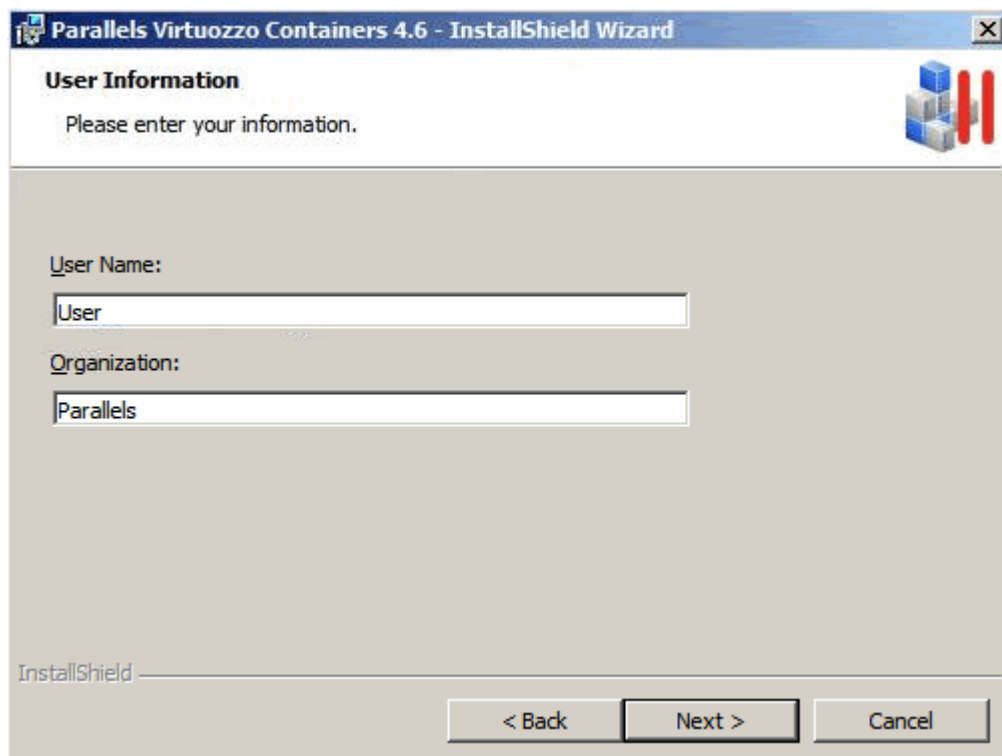 Parallels Virtuozzo Containers 4.6 - InstallShield Wizard
User Information
Please enter your information.
User Name:
User
Organization:
Parallels
InstallShield
< Back Next > Cancel